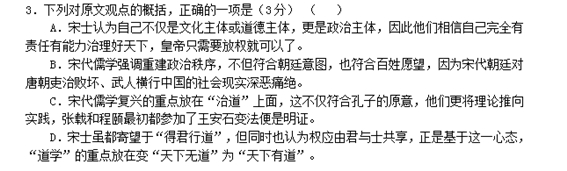 3．下列对原文观点的概括，正确的一项是（3分）（　　）
A．宋士认为自己不仅是文化主体或道德主体，更是政治主体，因此他们相信自己完全有
责任有能力治理好天下，皇帝只需要放权就可以了。
B．宋代儒学强调重建政治秩序，不但符合朝廷意图，也符合百姓愿望，因为宋代朝廷对
唐朝吏治败坏、武人横行中国的社会现实深恶痛绝。
C．宋代儒学复兴的重点放在“治道”上面，这不仅符合孔子的原意，他们更将理论推向
实践，张载和程颐最初都参加了王安石变法便是明证。
D．宋士虽都寄望于“得君行道”，但同时也认为权应由君与士共享，正是基于这一心态，
“道学”的重点放在变“天下无道”为“天下有道”。